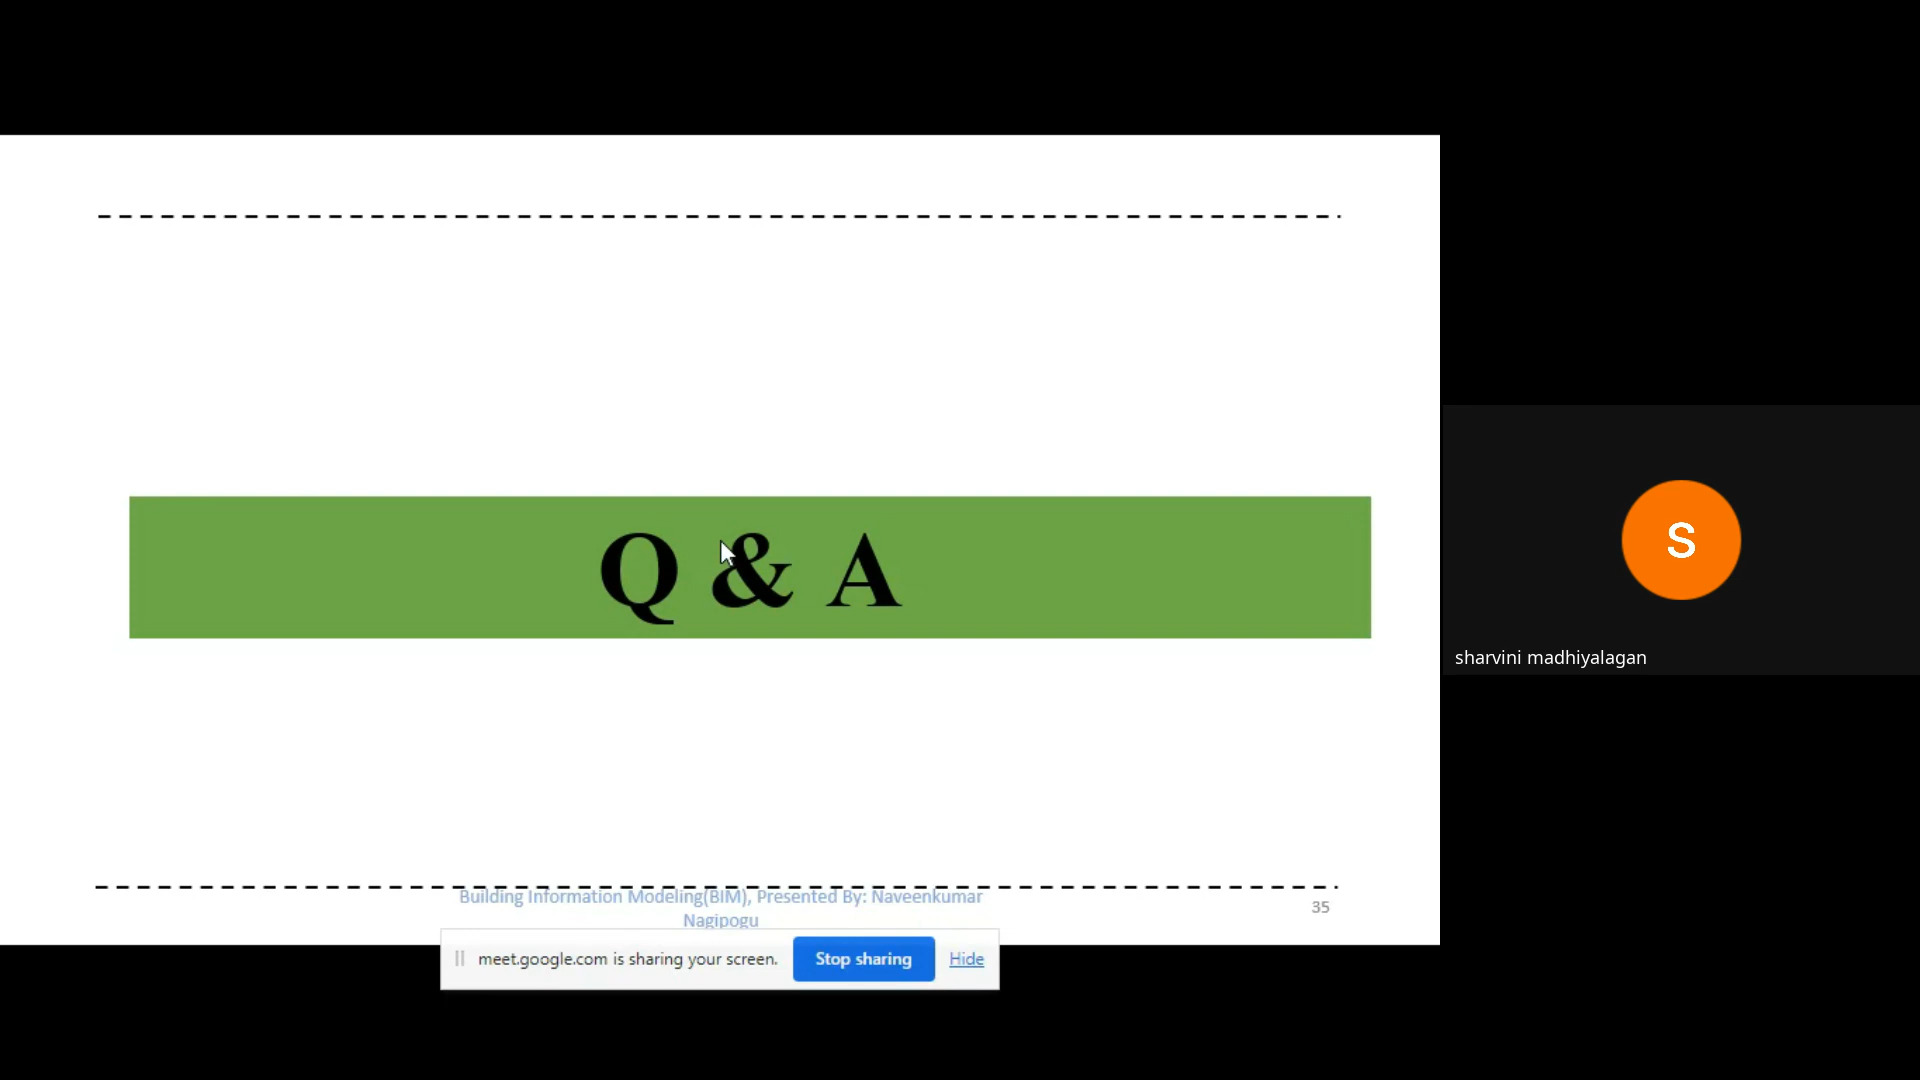 Q & A
S
sharvini madhiyalagan
Building Information Modeling(BIM), Presented By: Naveenkumar
Nagipogu
35
meet.google.com is sharing your screen.
Stop sharing
Hide